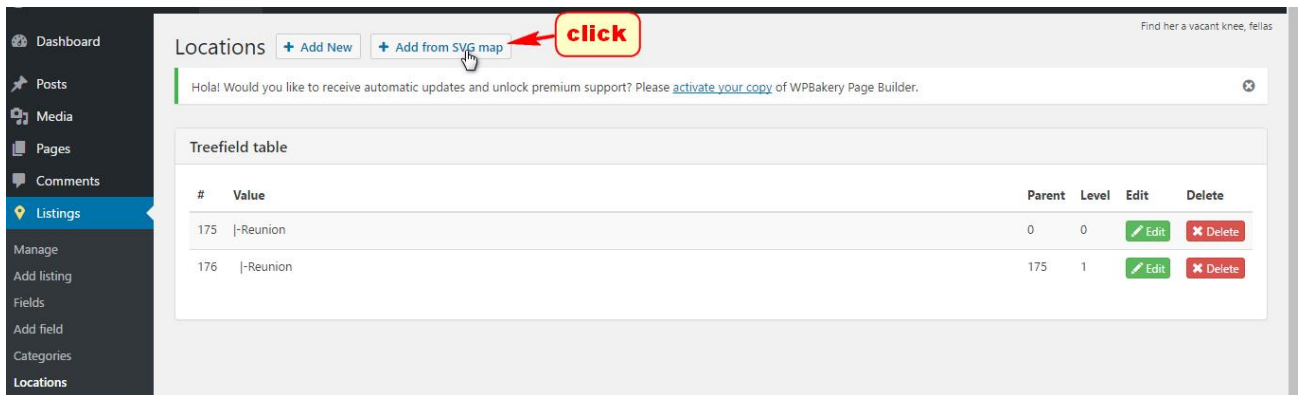 Find her a vacant knee, fellas
Dashboard
Posts
Media
Pages
Comments
Listings
Manage
Add listing
Fields
Add field
Categories
Locations
Locations + Add New + Add from SVG map
click
Hola! Would you like to receive automatic updates and unlock premium support? Please activate your copy of WPBakery Page Builder.
Treefield table
# Value Parent Level Edit Delete
175 |-Reunion 0 0 Edit Delete
176 |-Reunion 175 1 Edit Delete